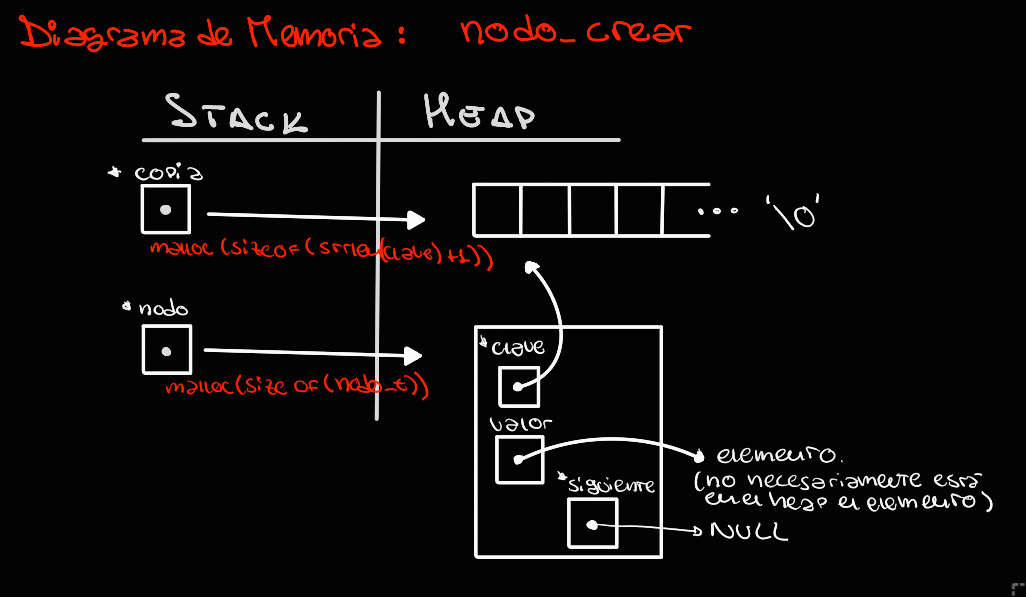 Diagrama de Memoria: nodo_crear
STACK HEAP
* copia
... '\0'
malloc(sizeof(strlen(clave)+1))
* nodo
* clave
malloc(sizeof(nodo_t))
valor
elemento.
(no necesariamente está
en el heap el elemento)
* siguiente
NULL